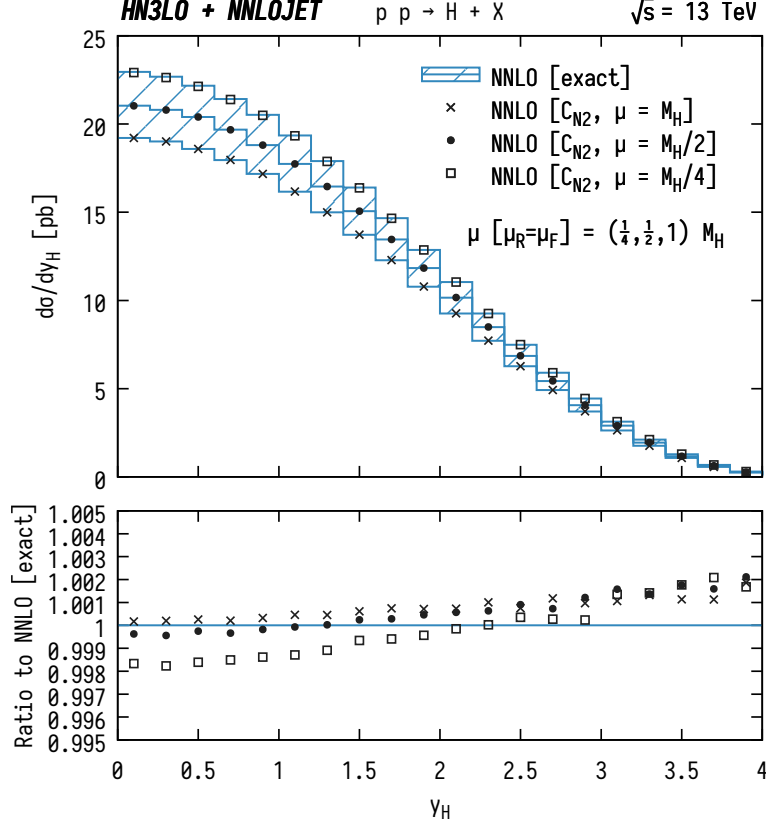 HN3LO + NNLOJET p p → H + X √s = 13 TeV
25
20
15
10
5
0
dσ/dy_H [pb]
NNLO [exact]
NNLO [C_N2, μ = M_H]
NNLO [C_N2, μ = M_H/2]
NNLO [C_N2, μ = M_H/4]
μ [μ_R=μ_F] = (1/4,1/2,1) M_H
1.005
1.004
1.003
1.002
1.001
1
0.999
0.998
0.997
0.996
0.995
Ratio to NNLO [exact]
0 0.5 1 1.5 2 2.5 3 3.5 4
y_H